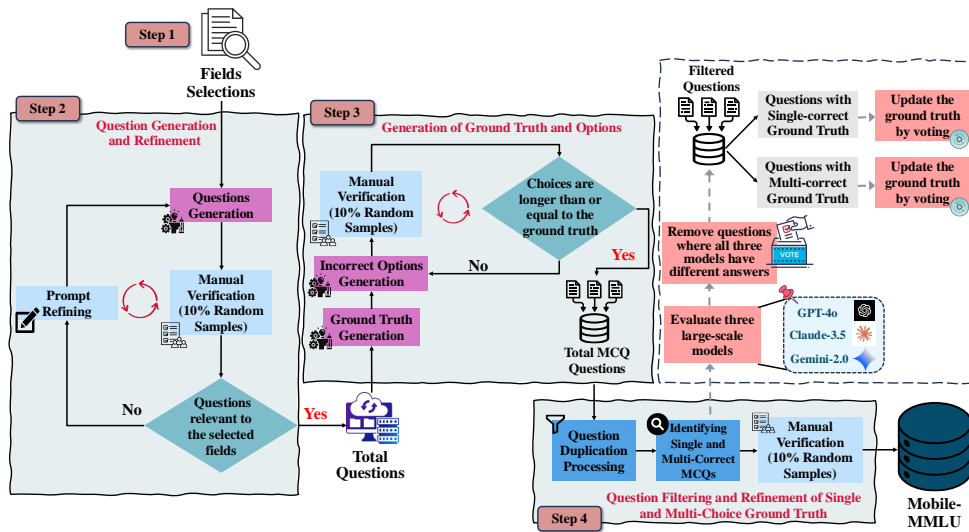 Step 1
Fields
Selections
Step 2
Question Generation
and Refinement
Questions
Generation
Manual
Verification
(10% Random
Samples)
Prompt
Refining
Questions
relevant to
the selected
fields
No
Yes
Total
Questions
Step 3
Generation of Ground Truth and Options
Manual
Verification
(10% Random
Samples)
Choices are
longer than or
equal to the
ground truth
Yes
No
Incorrect Options
Generation
Ground Truth
Generation
Total MCQ
Questions
Filtered
Questions
Questions with
Single-correct
Ground Truth
Update the
ground truth
by voting
Questions with
Multi-correct
Ground Truth
Update the
ground truth
by voting
Remove questions
where all three
models have
different answers
VOTE
Evaluate three
large-scale
models
GPT-4o
Claude-3.5
Gemini-2.0
Question
Duplication
Processing
Identifying
Single and
Multi-Correct
MCQs
Manual
Verification
(10% Random
Samples)
Question Filtering and Refinement of Single
and Multi-Choice Ground Truth
Step 4
Mobile-
MMLU